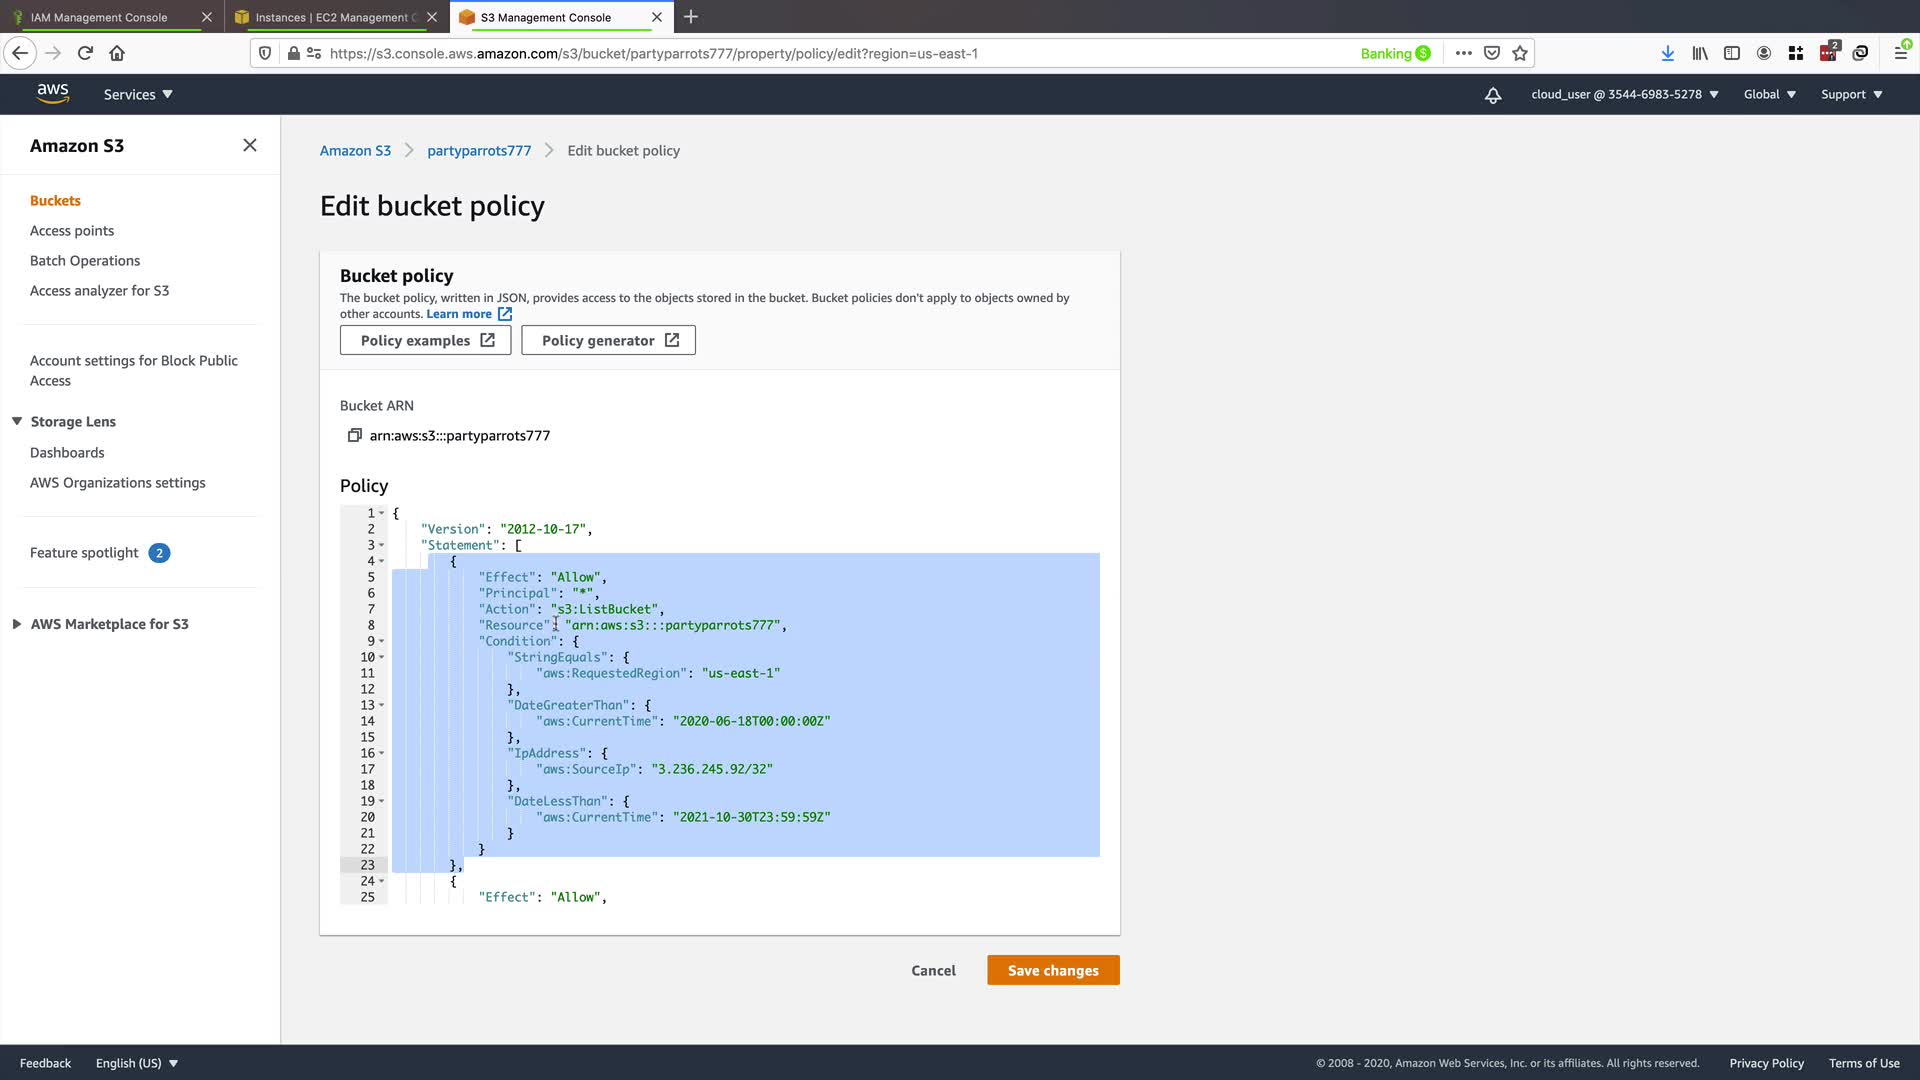 IAM Management Console
Instances | EC2 Management C
S3 Management Console
https://s3.console.aws.amazon.com/s3/bucket/partyparrots777/property/policy/edit?region=us-east-1
Banking $
2
aws
Services
cloud_user @ 3544-6983-5278
Global
Support
Amazon S3
Buckets
Access points
Batch Operations
Access analyzer for S3
Account settings for Block Public
Access
Storage Lens
Dashboards
AWS Organizations settings
Feature spotlight 2
AWS Marketplace for S3
Amazon S3 > partyparrots777 > Edit bucket policy
Edit bucket policy
Bucket policy
The bucket policy, written in JSON, provides access to the objects stored in the bucket. Bucket policies don't apply to objects owned by
other accounts. Learn more
Policy examples
Policy generator
Bucket ARN
arn:aws:s3:::partyparrots777
Policy
1 {
2 "Version": "2012-10-17",
3 "Statement": [
4 {
5 "Effect": "Allow",
6 "Principal": "*",
7 "Action": "s3:ListBucket",
8 "Resource": "arn:aws:s3:::partyparrots777",
9 "Condition": {
10 "StringEquals": {
11 "aws:RequestedRegion": "us-east-1"
12 },
13 "DateGreaterThan": {
14 "aws:CurrentTime": "2020-06-18T00:00:00Z"
15 },
16 "IpAddress": {
17 "aws:SourceIp": "3.236.245.92/32"
18 },
19 "DateLessThan": {
20 "aws:CurrentTime": "2021-10-30T23:59:59Z"
21 }
22 }
23 },
24 {
25 "Effect": "Allow",
Cancel
Save changes
Feedback
English (US)
© 2008 - 2020, Amazon Web Services, Inc. or its affiliates. All rights reserved.
Privacy Policy
Terms of Use